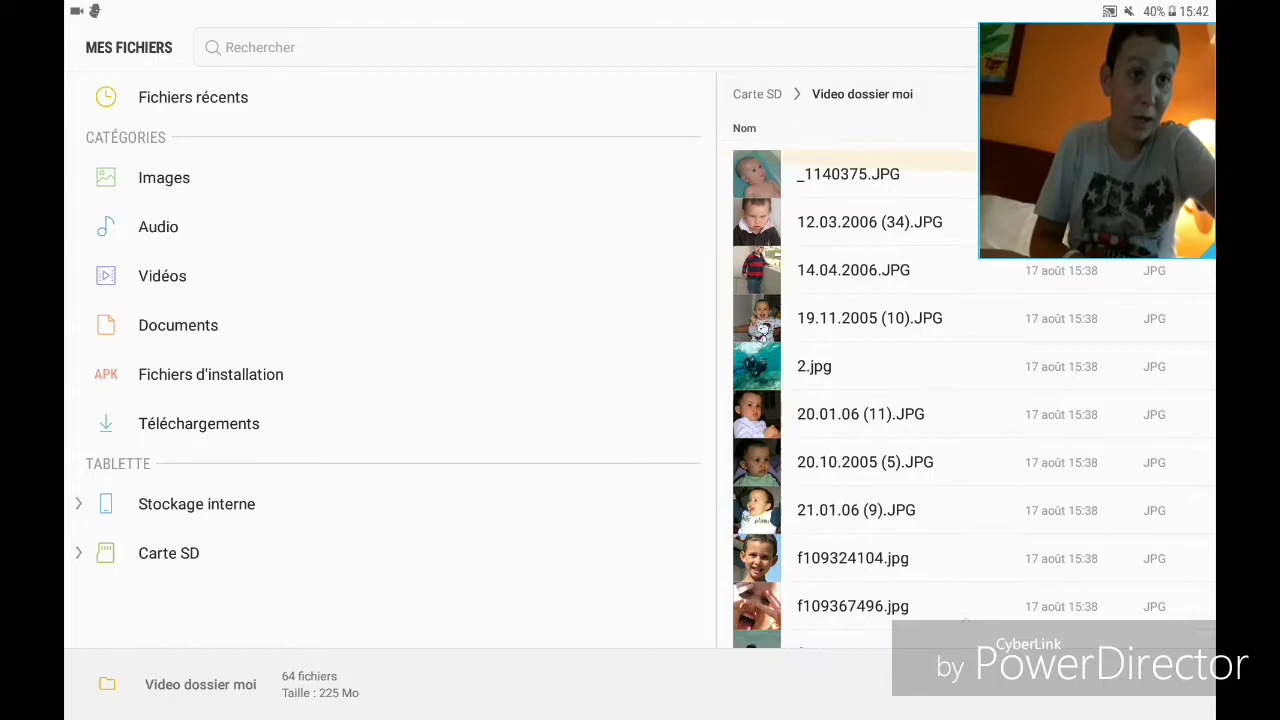 40% 15:42
MES FICHIERS
Rechercher
Fichiers récents
CATÉGORIES
Images
Audio
Vidéos
Documents
APK Fichiers d'installation
Téléchargements
TABLETTE
Stockage interne
Carte SD
Carte SD > Video dossier moi
Nom
_1140375.JPG
12.03.2006 (34).JPG
14.04.2006.JPG 17 août 15:38 JPG
19.11.2005 (10).JPG 17 août 15:38 JPG
2.jpg 17 août 15:38 JPG
20.01.06 (11).JPG 17 août 15:38 JPG
20.10.2005 (5).JPG 17 août 15:38 JPG
21.01.06 (9).JPG 17 août 15:38 JPG
f109324104.jpg 17 août 15:38 JPG
f109367496.jpg 17 août 15:38 JPG
Video dossier moi
64 fichiers
Taille : 225 Mo
CyberLink
by PowerDirector